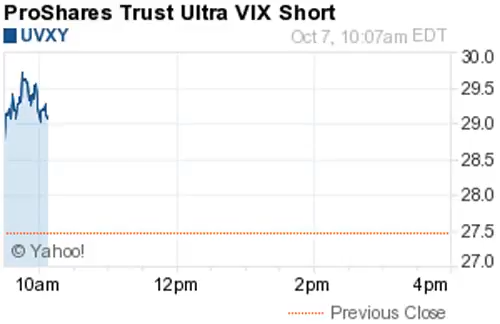 ProShares Trust Ultra VIX Short
UVXY Oct 7, 10:07am EDT
30.0
29.5
29.0
28.5
28.0
27.5
27.0
© Yahoo!
10am 12pm 2pm 4pm
Previous Close